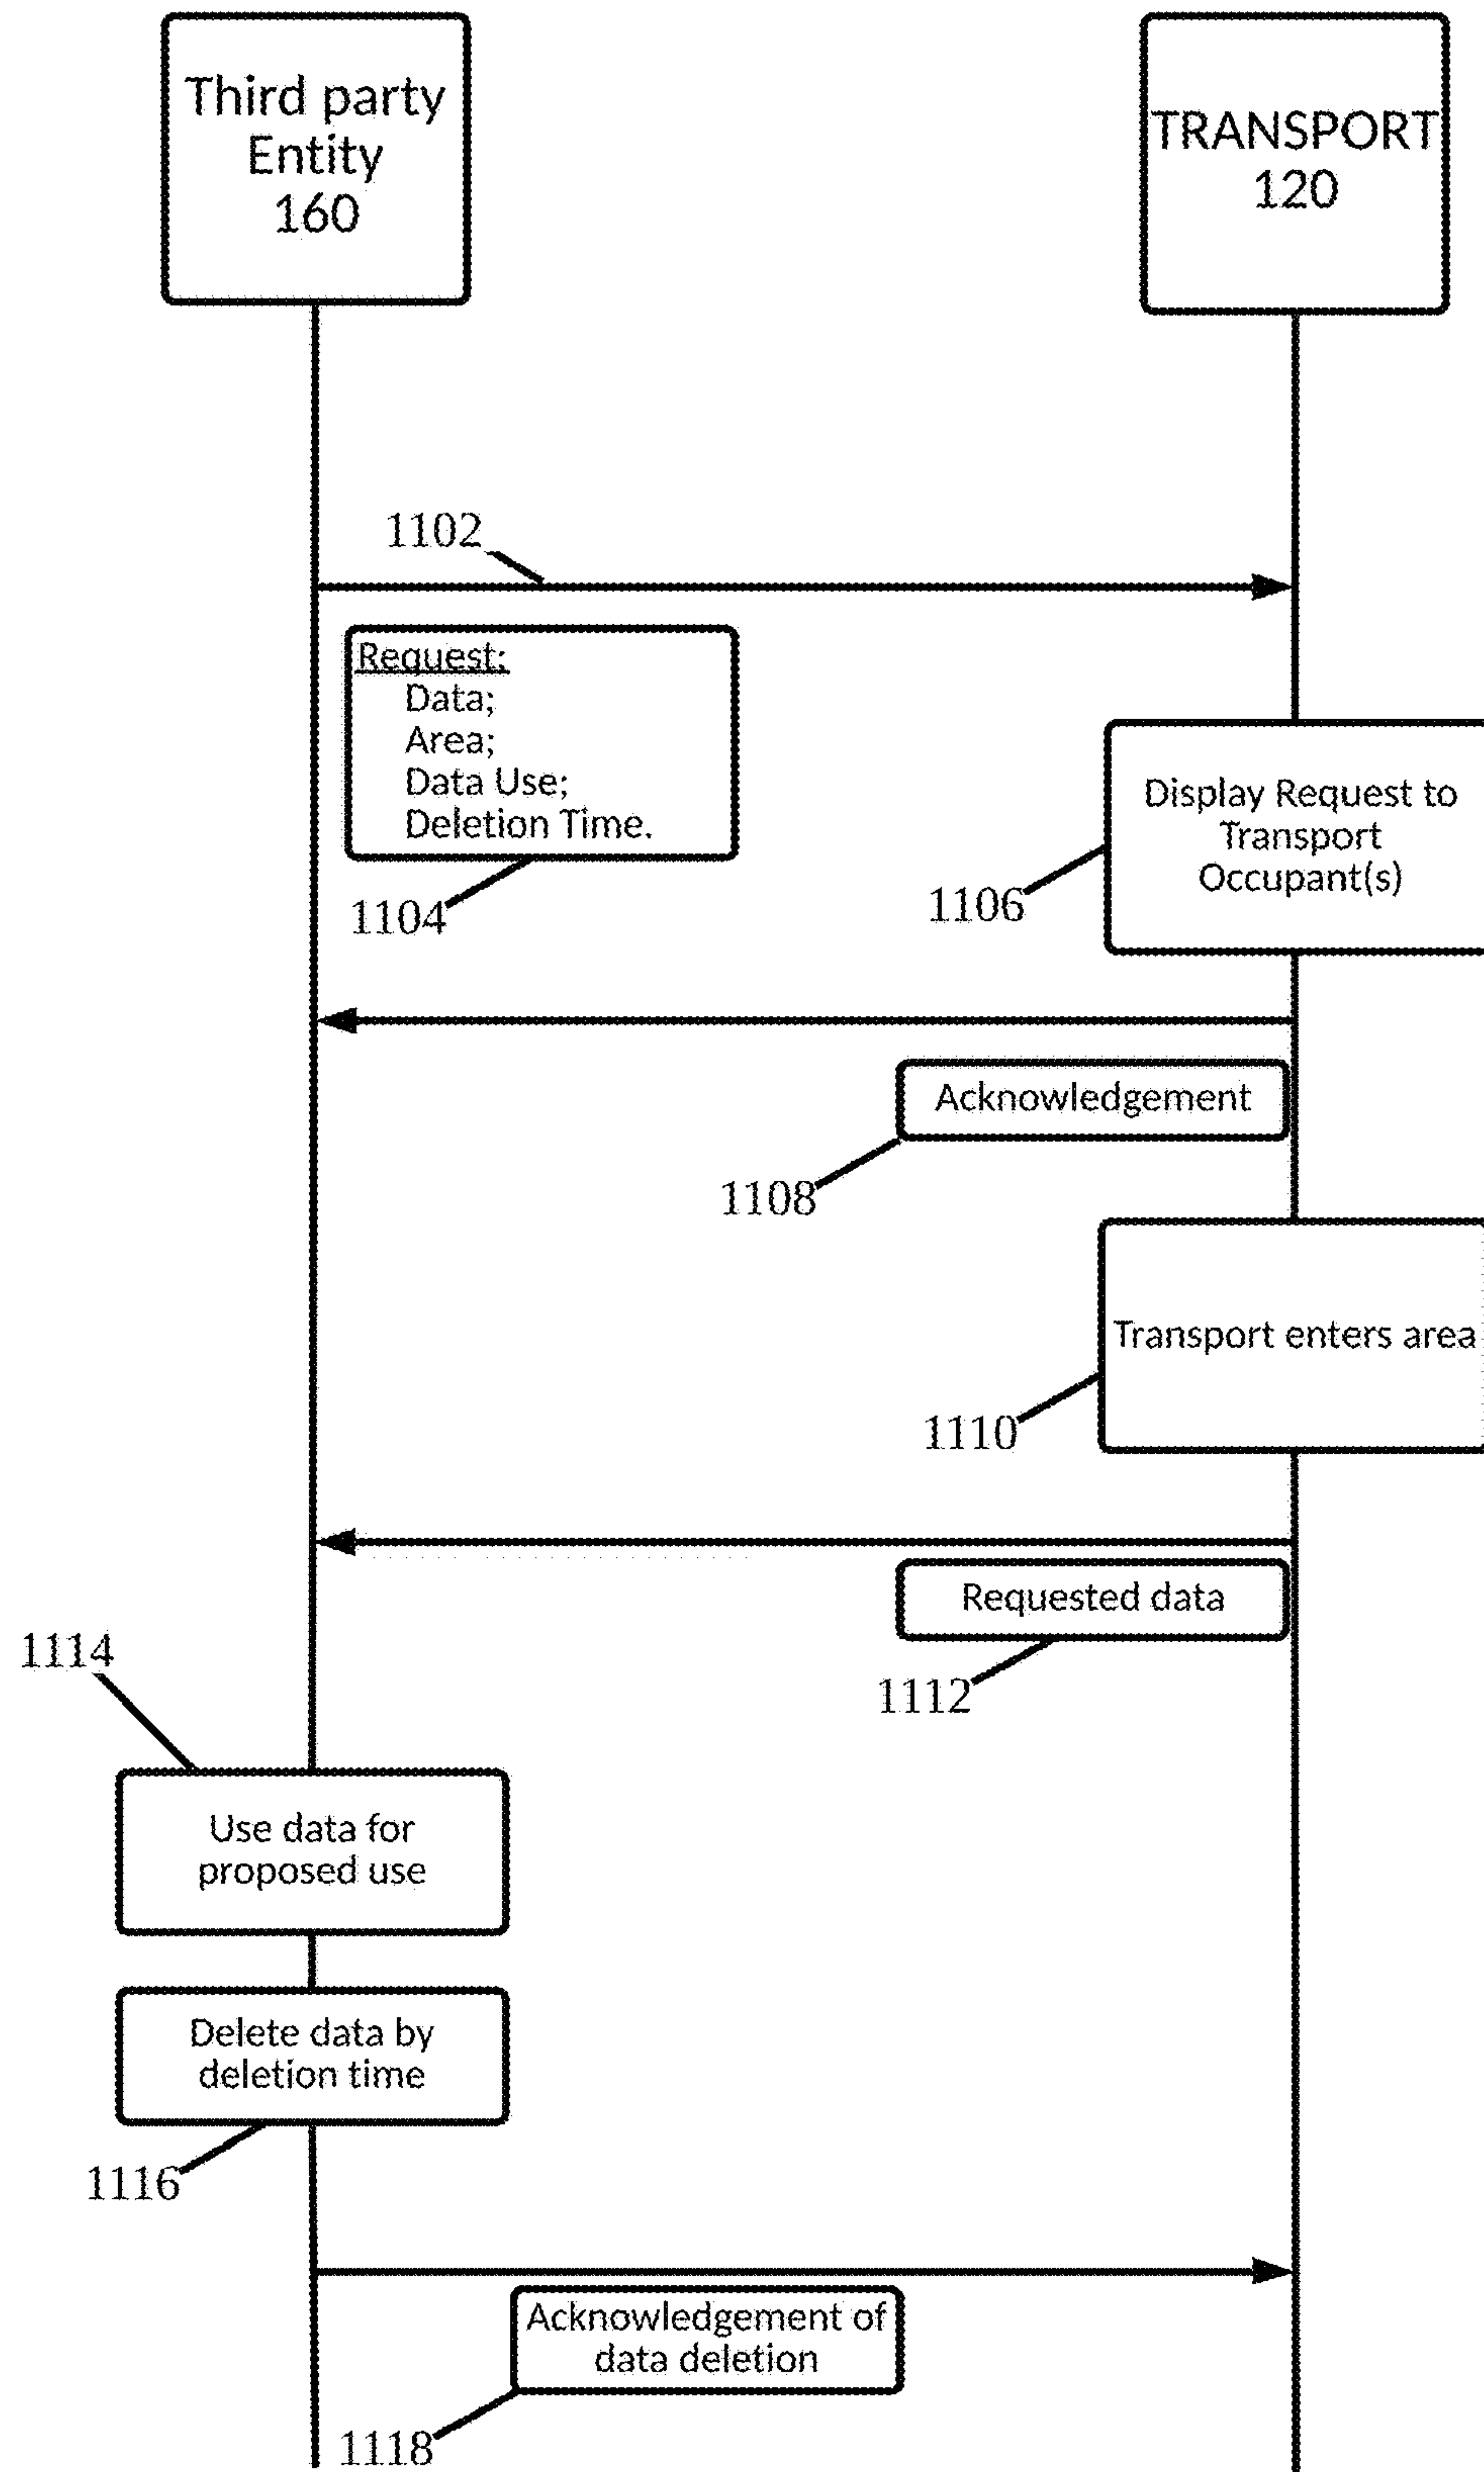 Third party
Entity
160
TRANSPORT
120
1102
Request:
Data;
Area;
Data Use;
Deletion Time.
1104
Display Request to
Transport
Occupant(s)
1106
Acknowledgement
1108
Transport enters area
1110
Requested data
1112
1114
Use data for
proposed use
Delete data by
deletion time
1116
Acknowledgement of
data deletion
1118